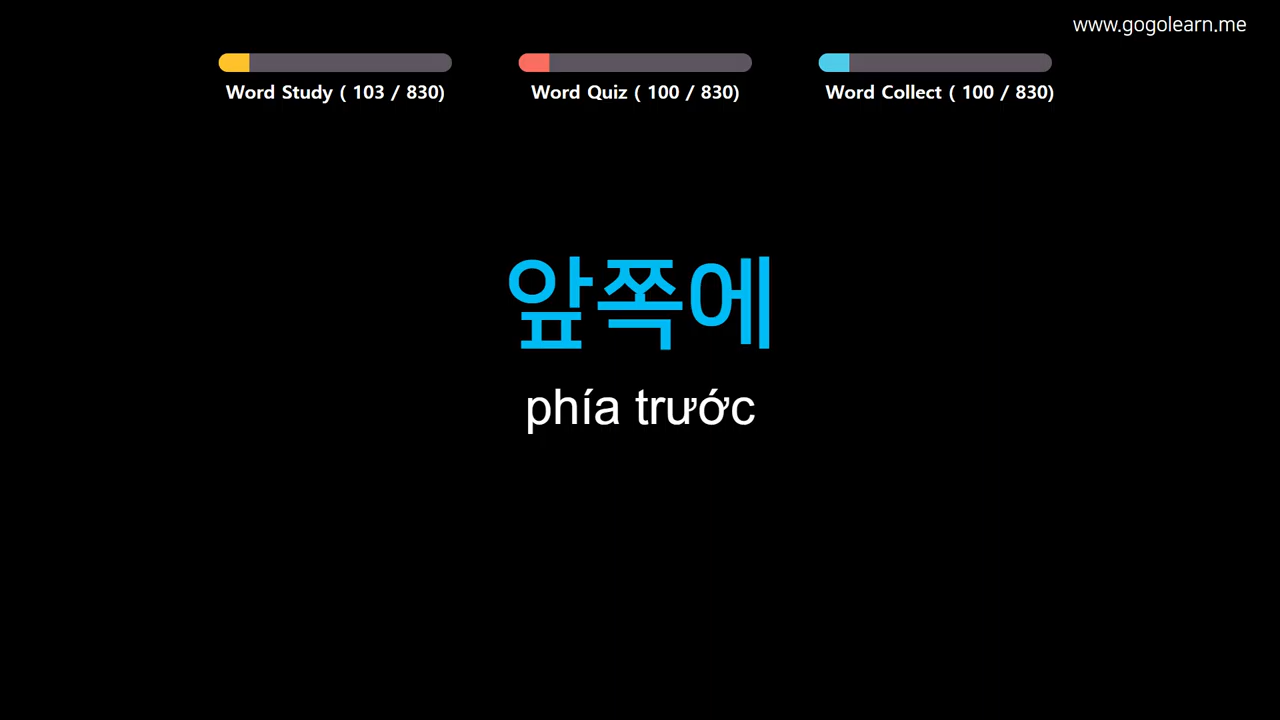 www.gogolearn.me
Word Study ( 103 / 830)
Word Quiz ( 100 / 830)
Word Collect ( 100 / 830)
앞쪽에
phía trước